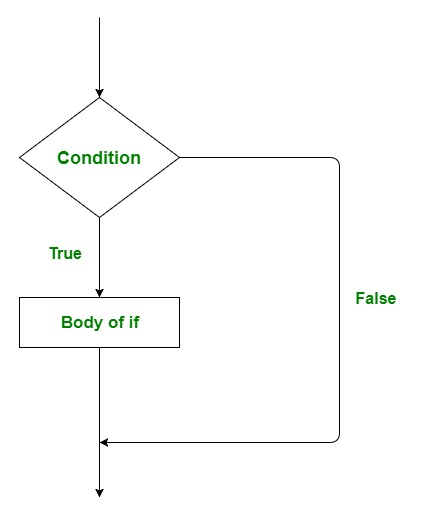 Condition
True
False
Body of if